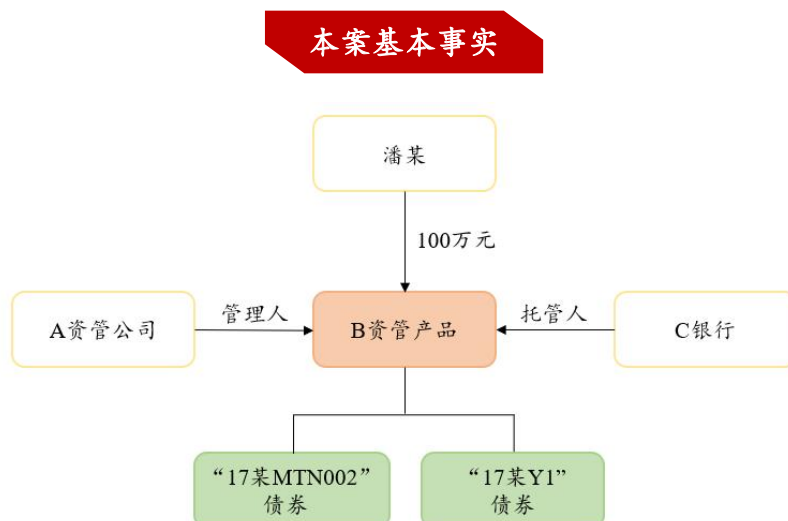 本案基本事实
潘某
100万元
A资管公司
管理人
B资管产品
托管人
C银行
“17某MTN002”
债券
“17某Y1”
债券